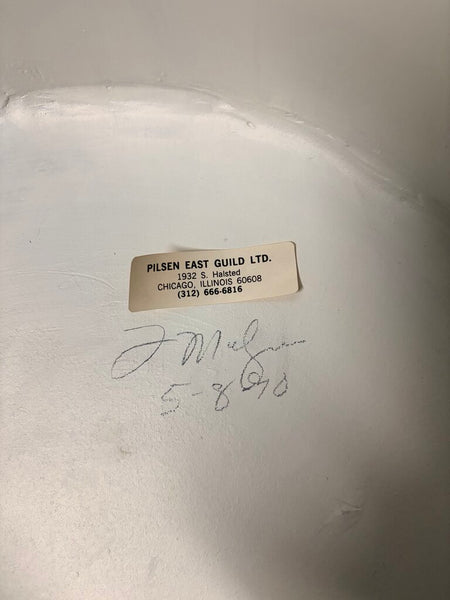 PILSEN EAST GUILD LTD.
1932 S. Halsted
CHICAGO, ILLINOIS 60608
(312) 666-6816
5-8-90